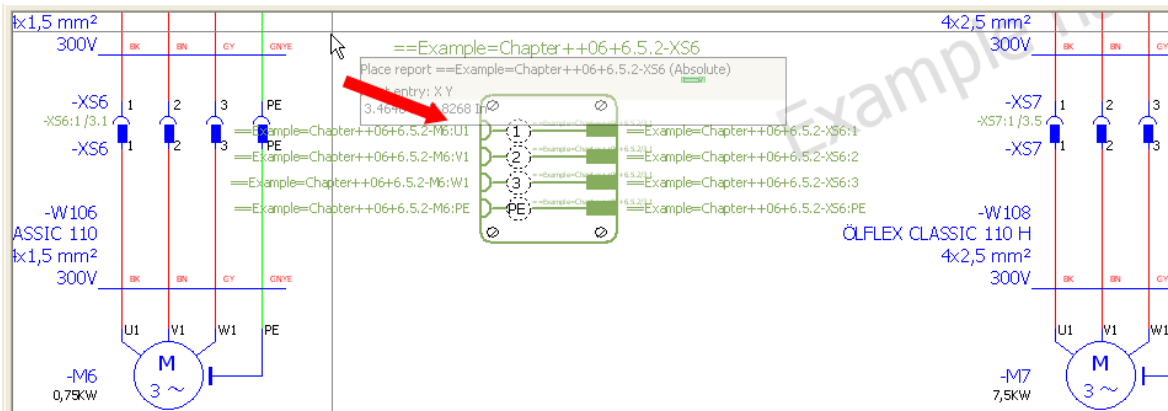 4x1,5 mm²
300V
BK BN GY GNYE
-XS6
1 2 3 PE
-XS6:1 /3.1
-XS6
1 2 3 PE
-W106
ASSIC 110
4x1,5 mm²
300V
BK BN GY GNYE
U1 V1 W1 PE
M
3 ~
-M6
0,75KW
==Example=Chapter++06+6.5.2-XS6
Place report ==Example=Chapter++06+6.5.2-XS6 (Absolute)
entry: X Y
8268 In
==Example=Chapter++06+6.5.2-M6:U1 1 ==Example=Chapter++06+6.5.2-XS6:1
==Example=Chapter++06+6.5.2-M6:V1 2 ==Example=Chapter++06+6.5.2-XS6:2
==Example=Chapter++06+6.5.2-M6:W1 3 ==Example=Chapter++06+6.5.2-XS6:3
==Example=Chapter++06+6.5.2-M6:PE PE ==Example=Chapter++06+6.5.2-XS6:PE
Example
4x2,5 mm²
300V
BK BN GY
-XS7
1 2 3
-XS7:1 /3.5
-XS7
1 2 3
-W108
ÖLFLEX CLASSIC 110 H
4x2,5 mm²
300V
BK BN GY
U1 V1 W1
M
3 ~
-M7
7,5KW